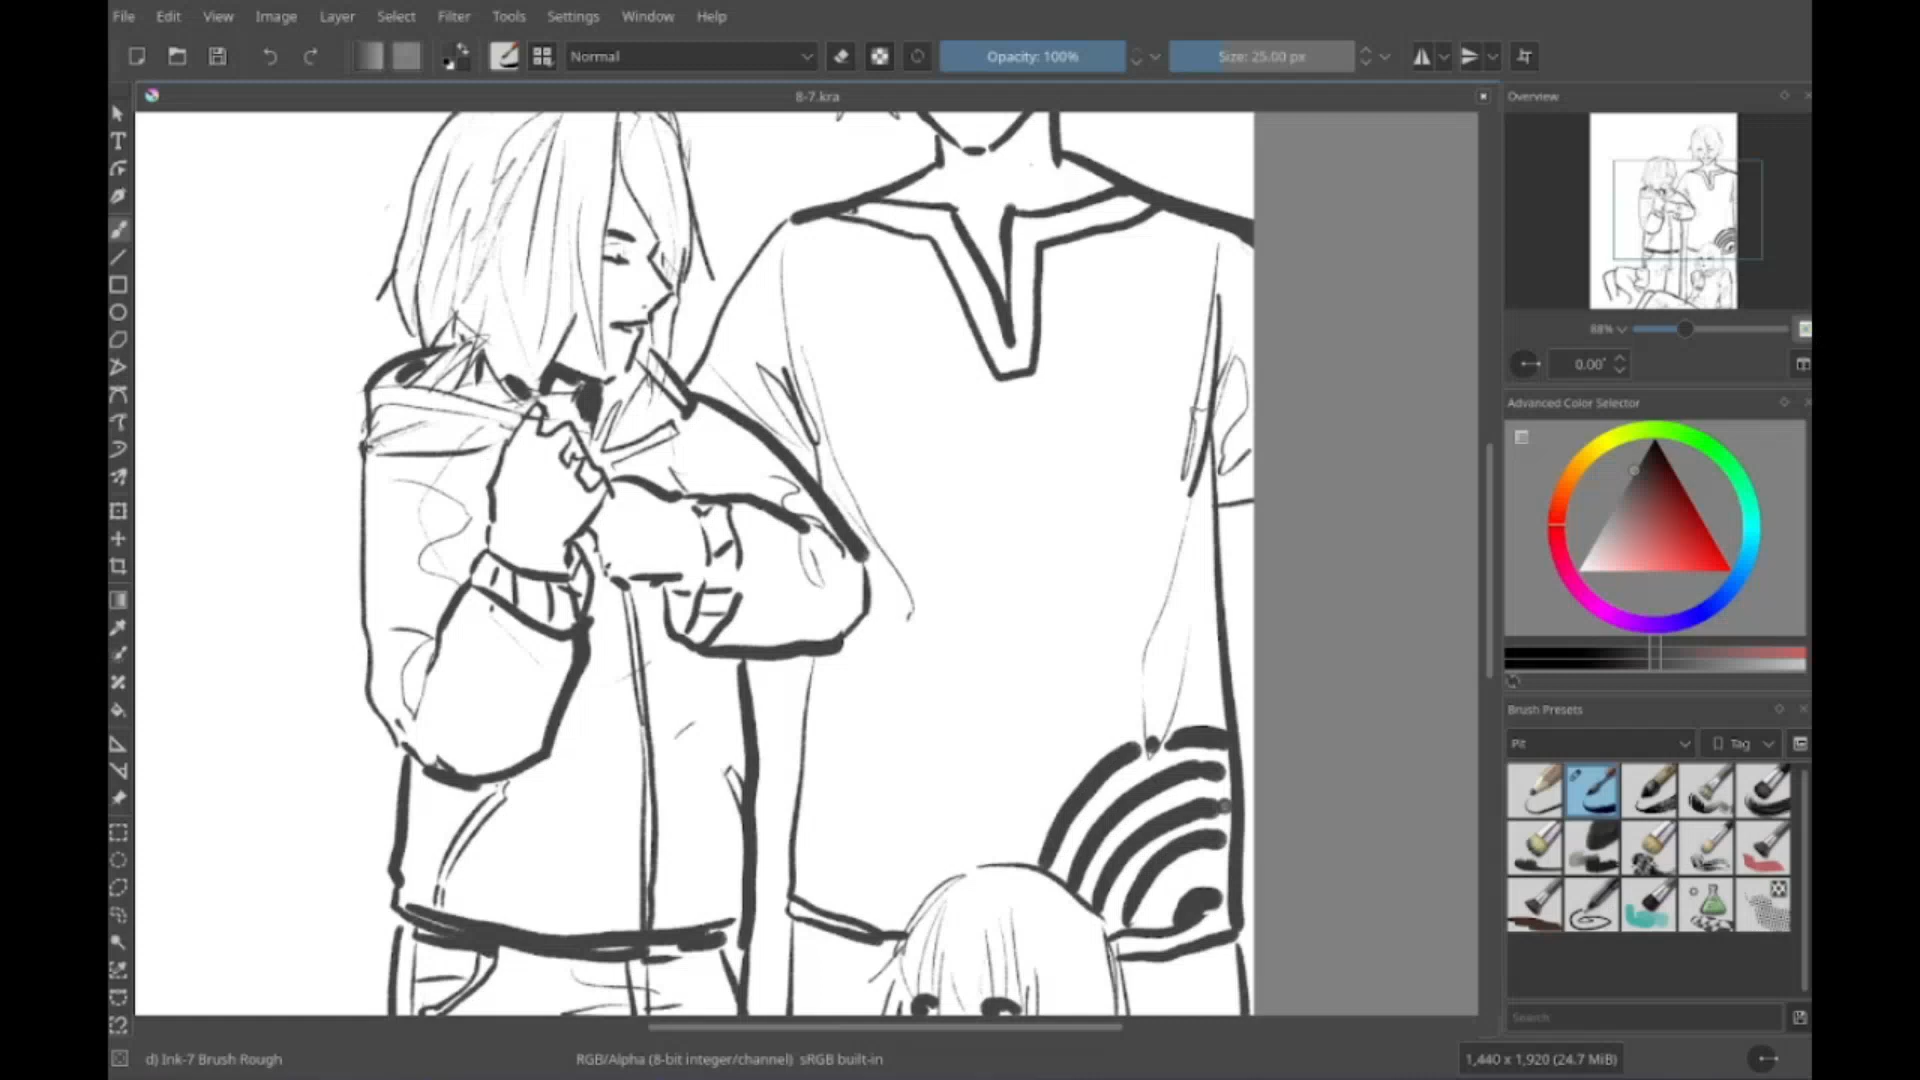 File Edit View Image Layer Select Filter Tools Settings Window Help
Normal Opacity: 100% Size: 25.00 px
8-7.kra
Overview
88%
0.00°
Advanced Color Selector
Brush Presets
Pit Tag
Search
d) Ink-7 Brush Rough RGB/Alpha (8-bit integer/channel) sRGB built-in 1,440 x 1,920 (24.7 MiB)